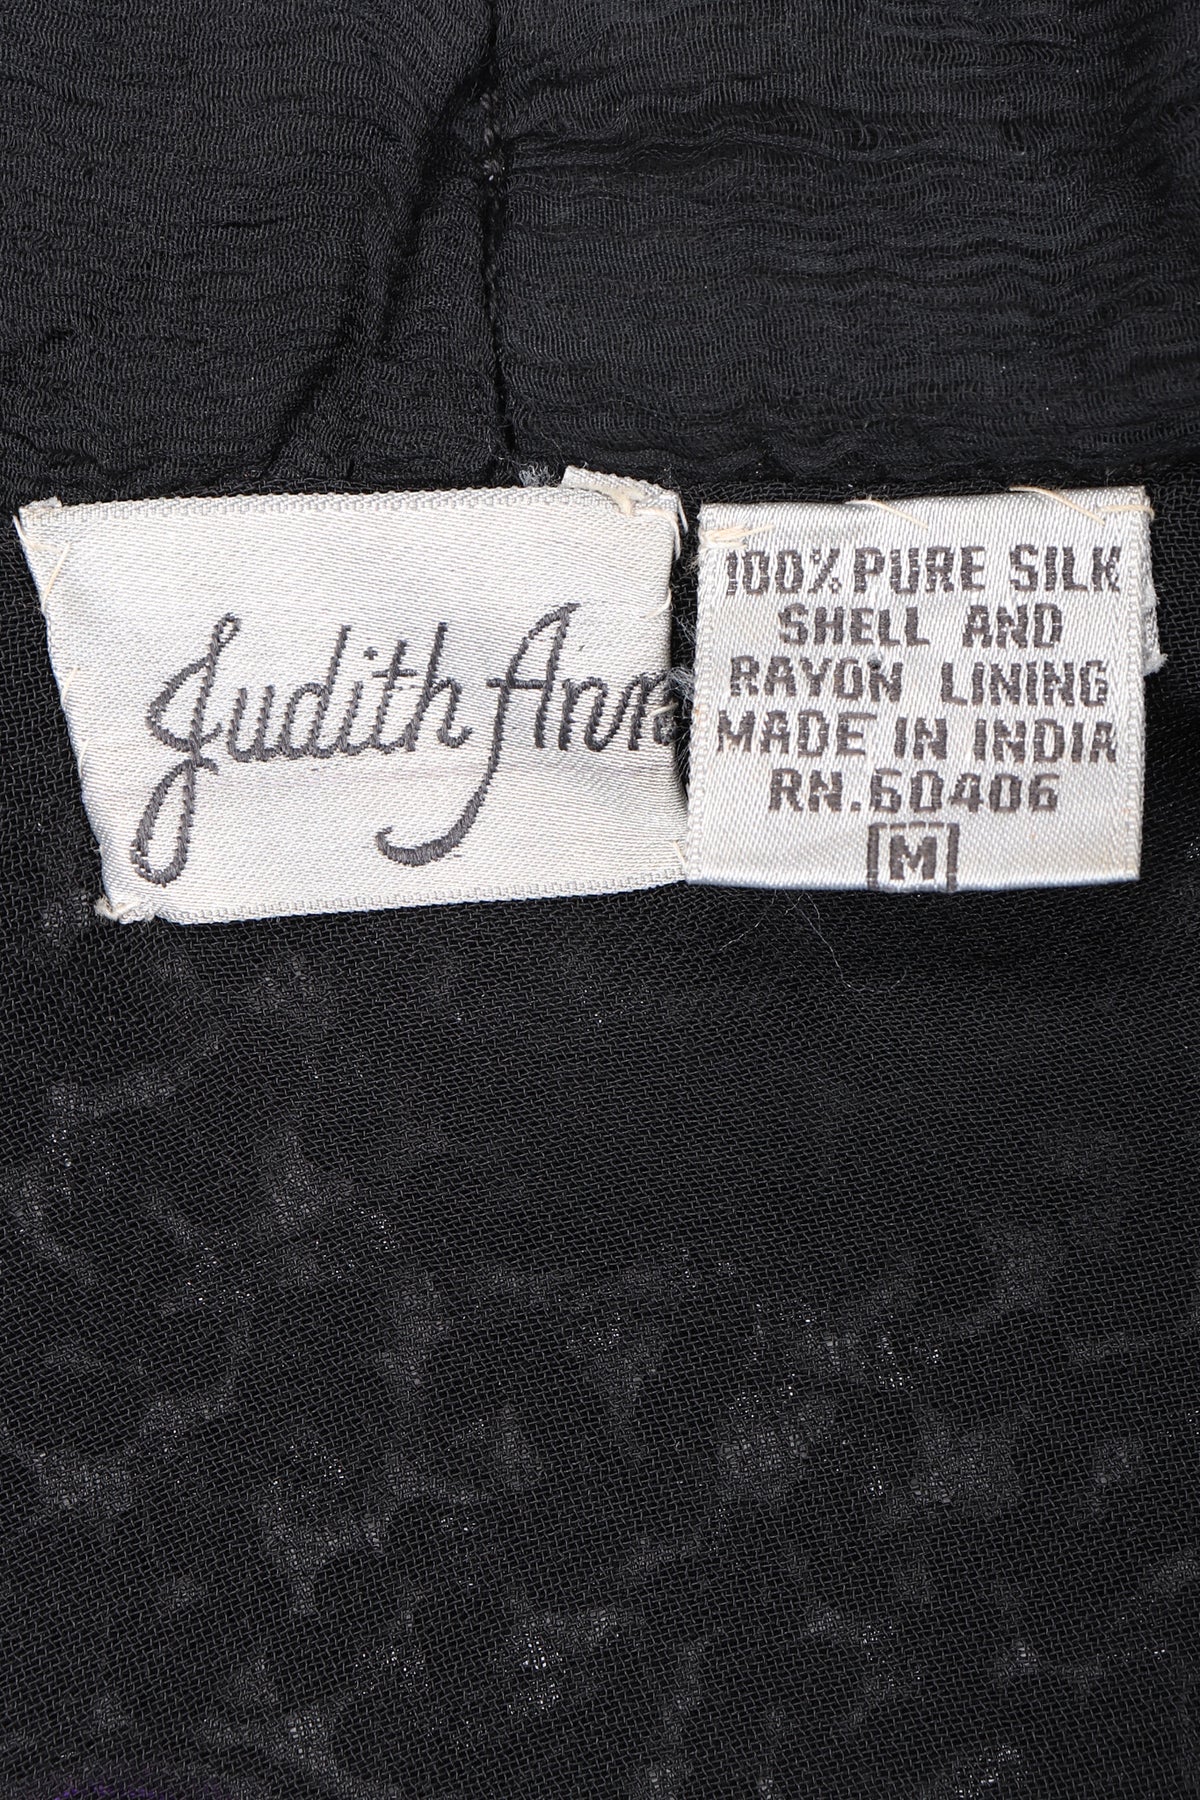 Judith Ann
100% PURE SILK
SHELL AND
RAYON LINING
MADE IN INDIA
RN.60406
M